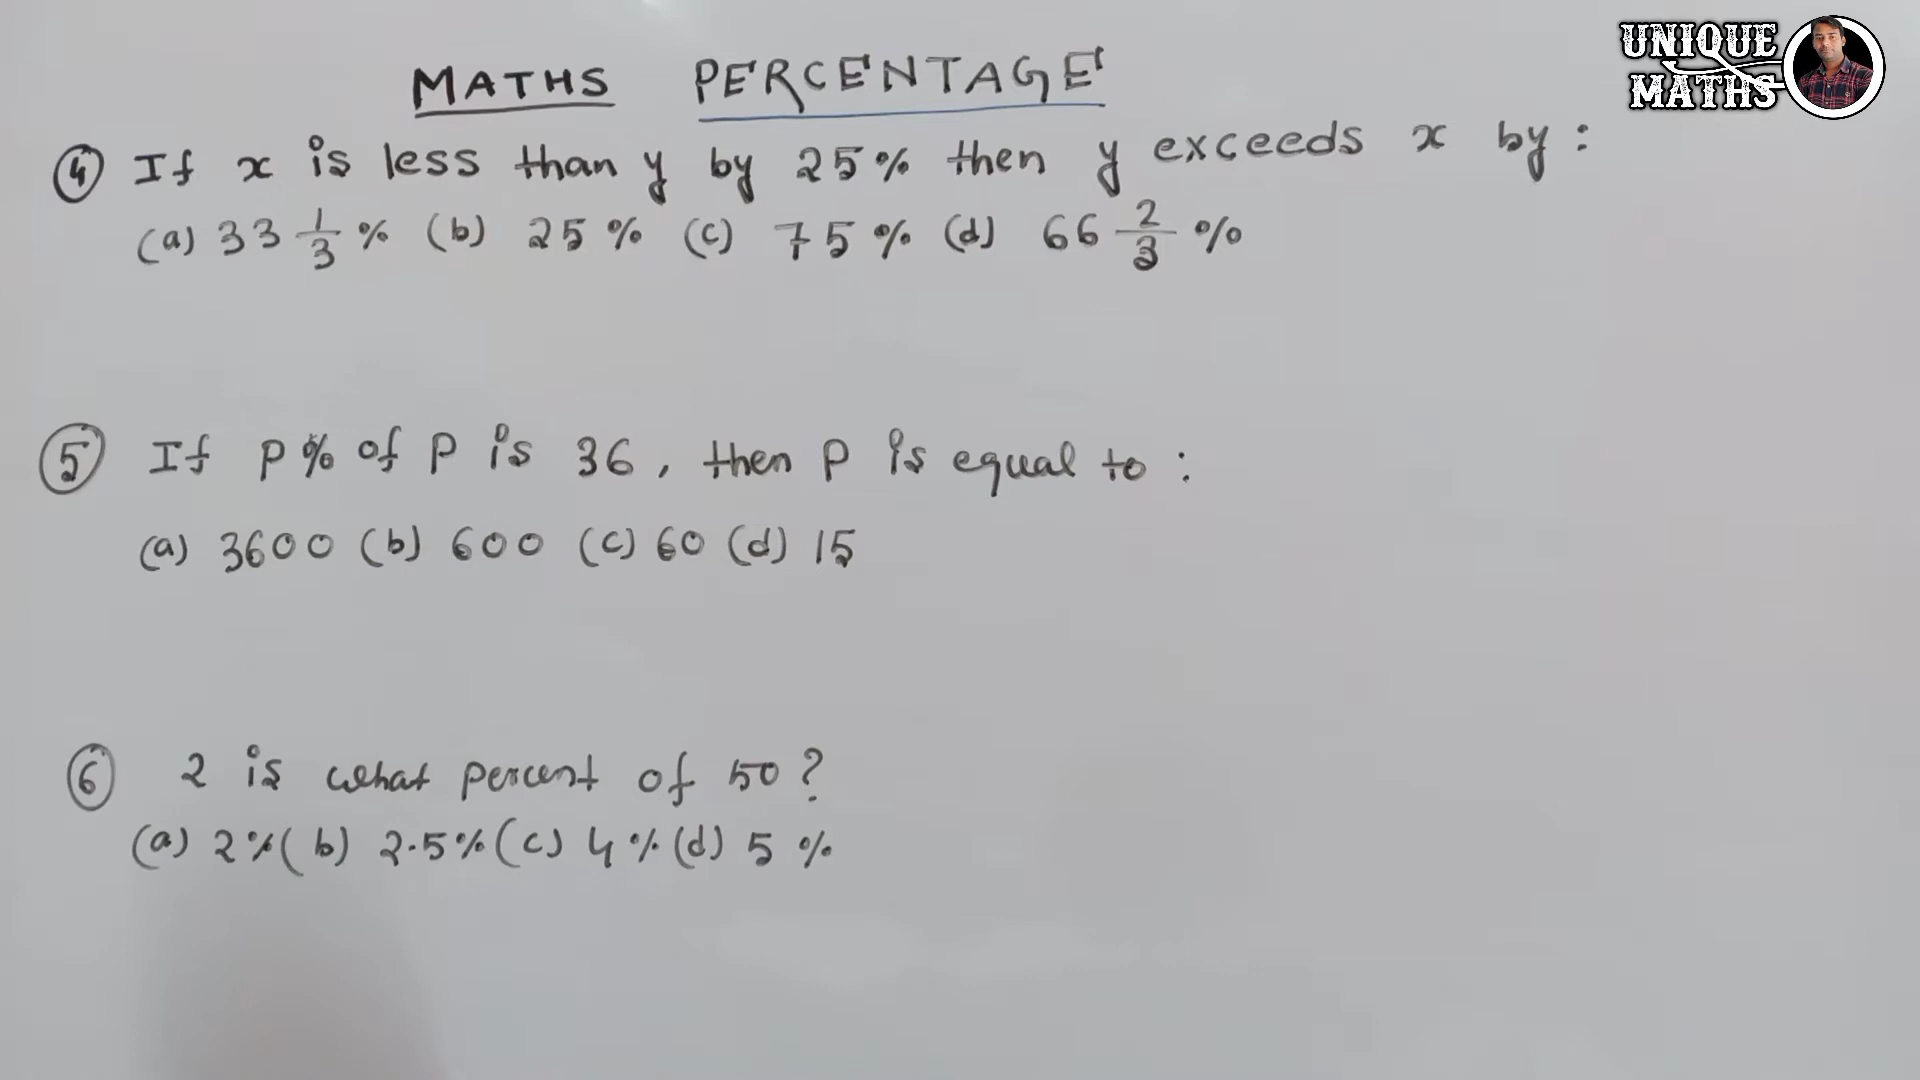 UNIQUE
MATHS
MATHS PERCENTAGE
④ If x is less than y by 25% then y exceeds x by :
(a) 33 1/3 % (b) 25% (c) 75% (d) 66 2/3 %
⑤ If P% of P is 36, then P is equal to :
(a) 3600 (b) 600 (c) 60 (d) 15
⑥ 2 is what percent of 50?
(a) 2% (b) 2.5% (c) 4% (d) 5%